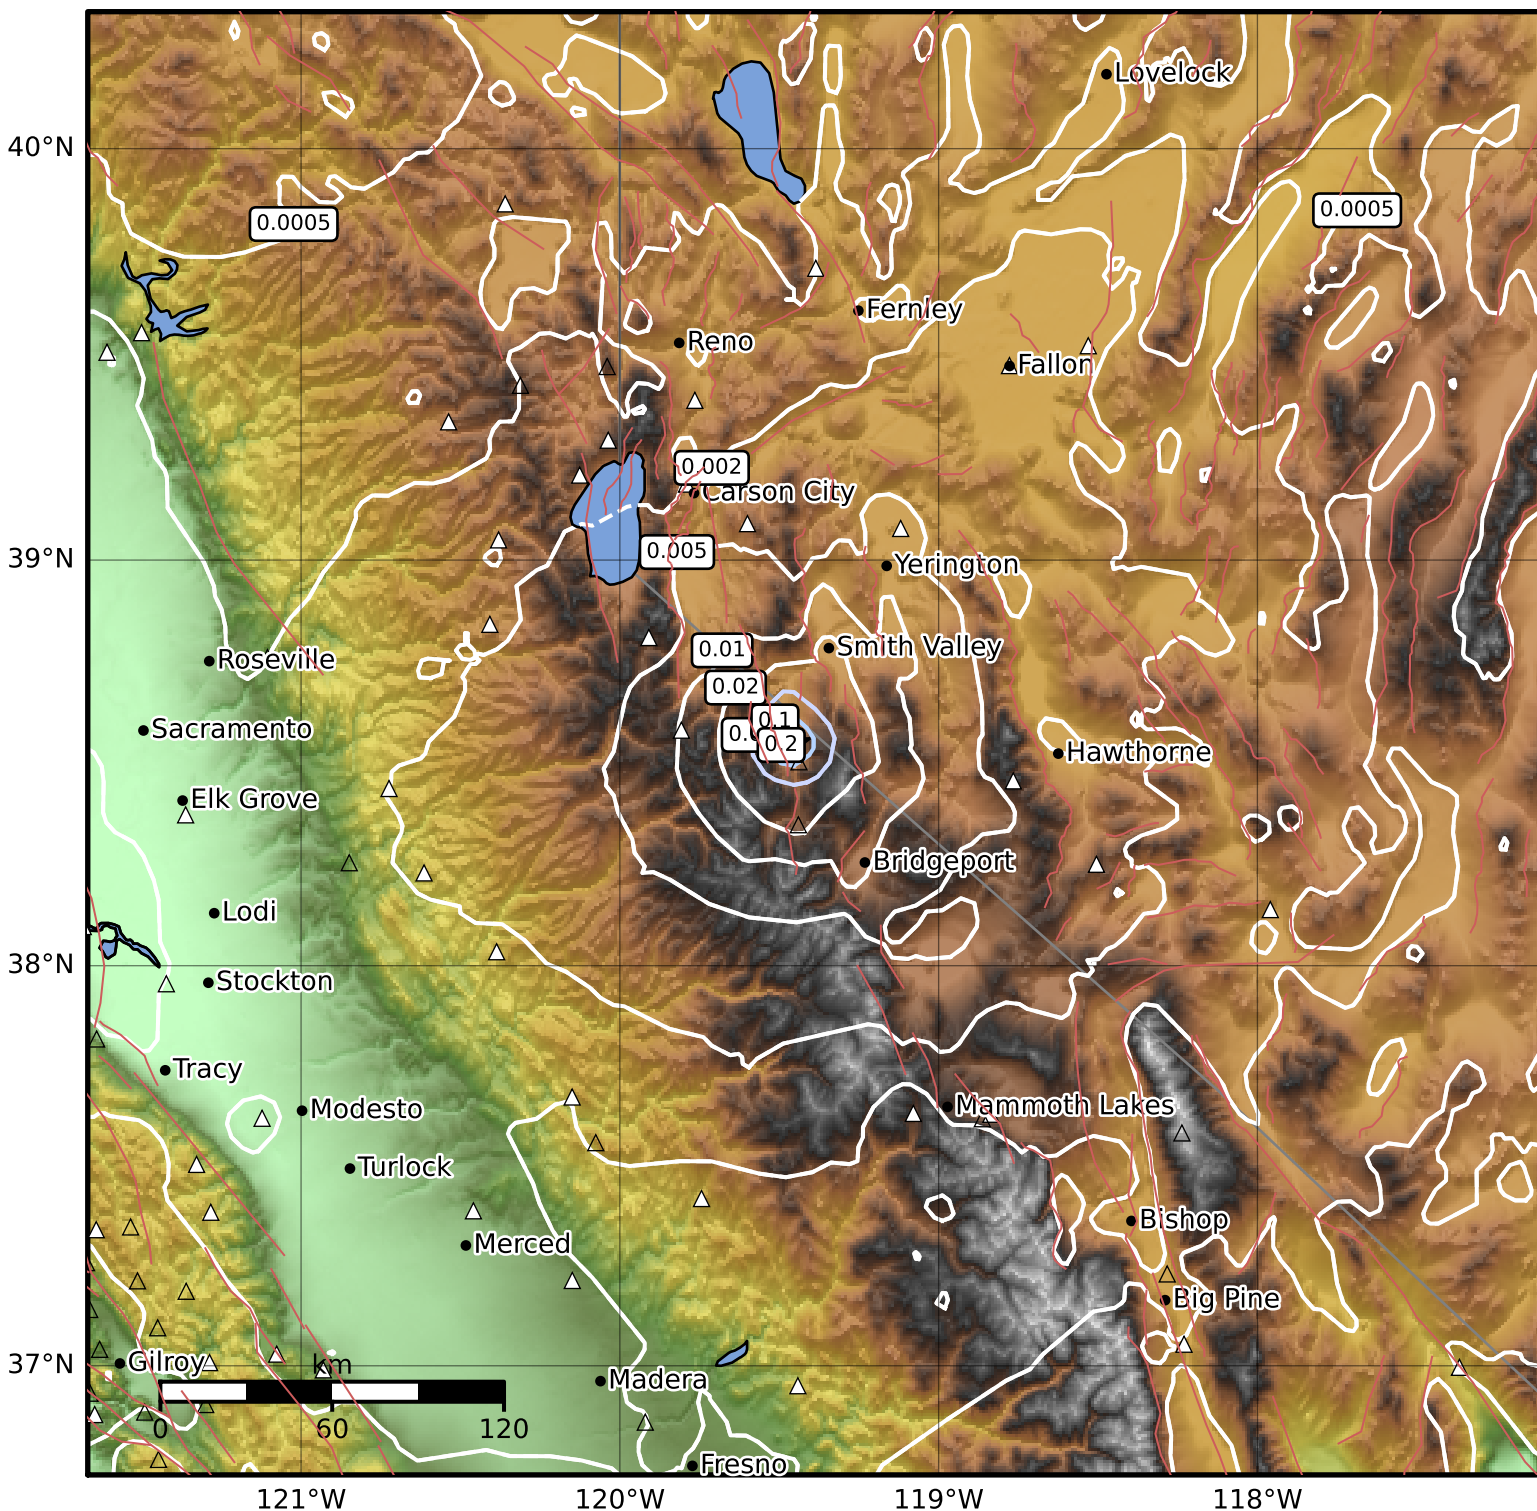 Lovelock
40°N
0.0005
0.0005
Fernley
Reno
Fallon
0.002
Carson City
39°N
0.005
Yerington
Smith Valley
0.01
Roseville
0.02
0.1
0.
0.2
Sacramento
Hawthorne
Elk Grove
Bridgeport
Lodi
38°N
Stockton
Tracy
Mammoth Lakes
Modesto
Turlock
Bishop
Merced
Big Pine
37°N
Gilroy
km
Madera
0 60 120
Fresno
121°W 120°W 119°W 118°W